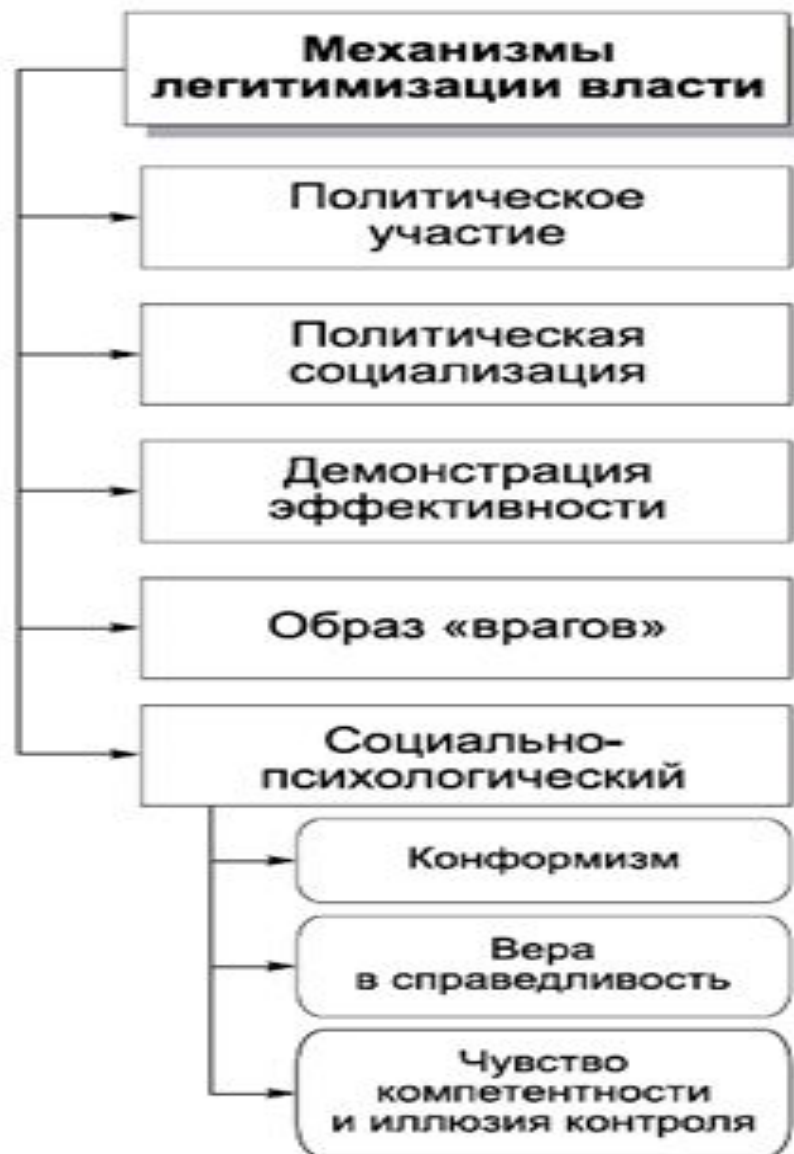 Механизмы
легитимизации власти
Политическое
участие
Политическая
социализация
Демонстрация
эффективности
Образ «врагов»
Социально-
психологический
Конформизм
Вера
в справедливость
Чувство
компетентности
и иллюзия контроля